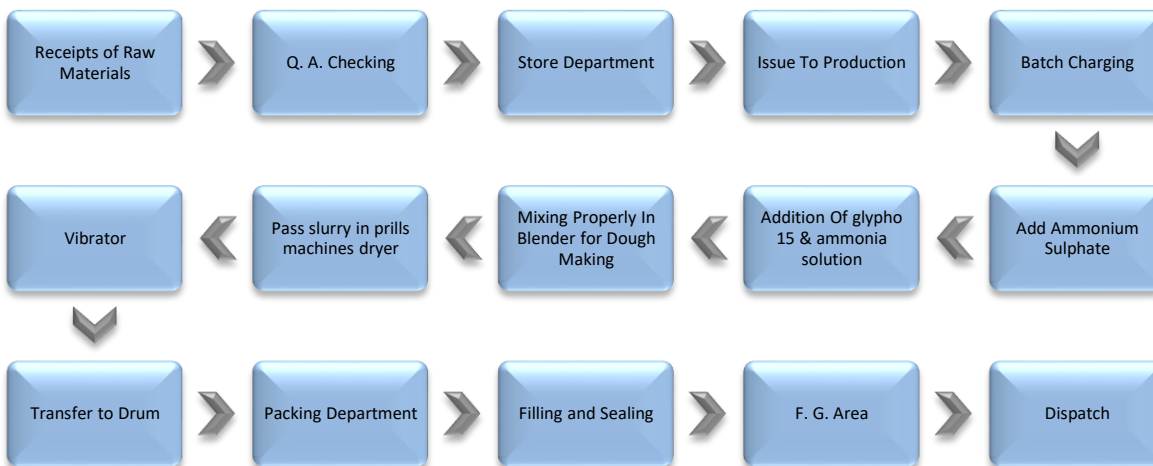 Receipts of Raw
Materials
Q. A. Checking
Store Department
Issue To Production
Batch Charging
Add Ammonium
Sulphate
Addition Of glypho
15 & ammonia
solution
Mixing Properly In
Blender for Dough
Making
Pass slurry in prills
machines dryer
Vibrator
Transfer to Drum
Packing Department
Filling and Sealing
F. G. Area
Dispatch